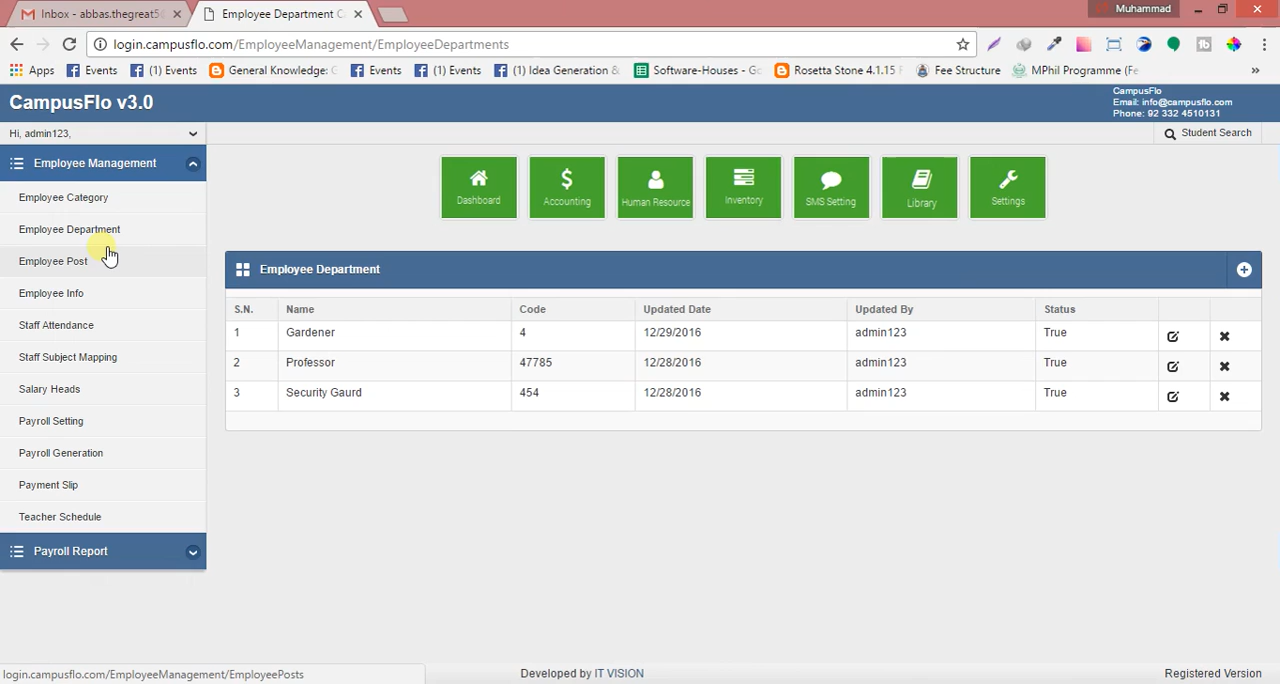 Inbox - abbas.thegreat5
Employee Department C
Muhammad
login.campusflo.com/EmployeeManagement/EmployeeDepartments
Apps
Events
(1) Events
General Knowledge:
Events
(1) Events
(1) Idea Generation &
Software-Houses - Go
Rosetta Stone 4.1.15
Fee Structure
MPhil Programme (Fe
»
CampusFlo v3.0
CampusFlo
Email: info@campusflo.com
Phone: 92 332 4510131
Hi, admin123,
Student Search
Employee Management
Employee Category
Employee Department
Employee Post
Employee Info
Staff Attendance
Staff Subject Mapping
Salary Heads
Payroll Setting
Payroll Generation
Payment Slip
Teacher Schedule
Payroll Report
Dashboard
Accounting
Human Resource
Inventory
SMS Setting
Library
Settings
Employee Department
S.N. Name Code Updated Date Updated By Status
1 Gardener 4 12/29/2016 admin123 True
2 Professor 47785 12/28/2016 admin123 True
3 Security Gaurd 454 12/28/2016 admin123 True
login.campusflo.com/EmployeeManagement/EmployeePosts
Developed by IT VISION
Registered Version